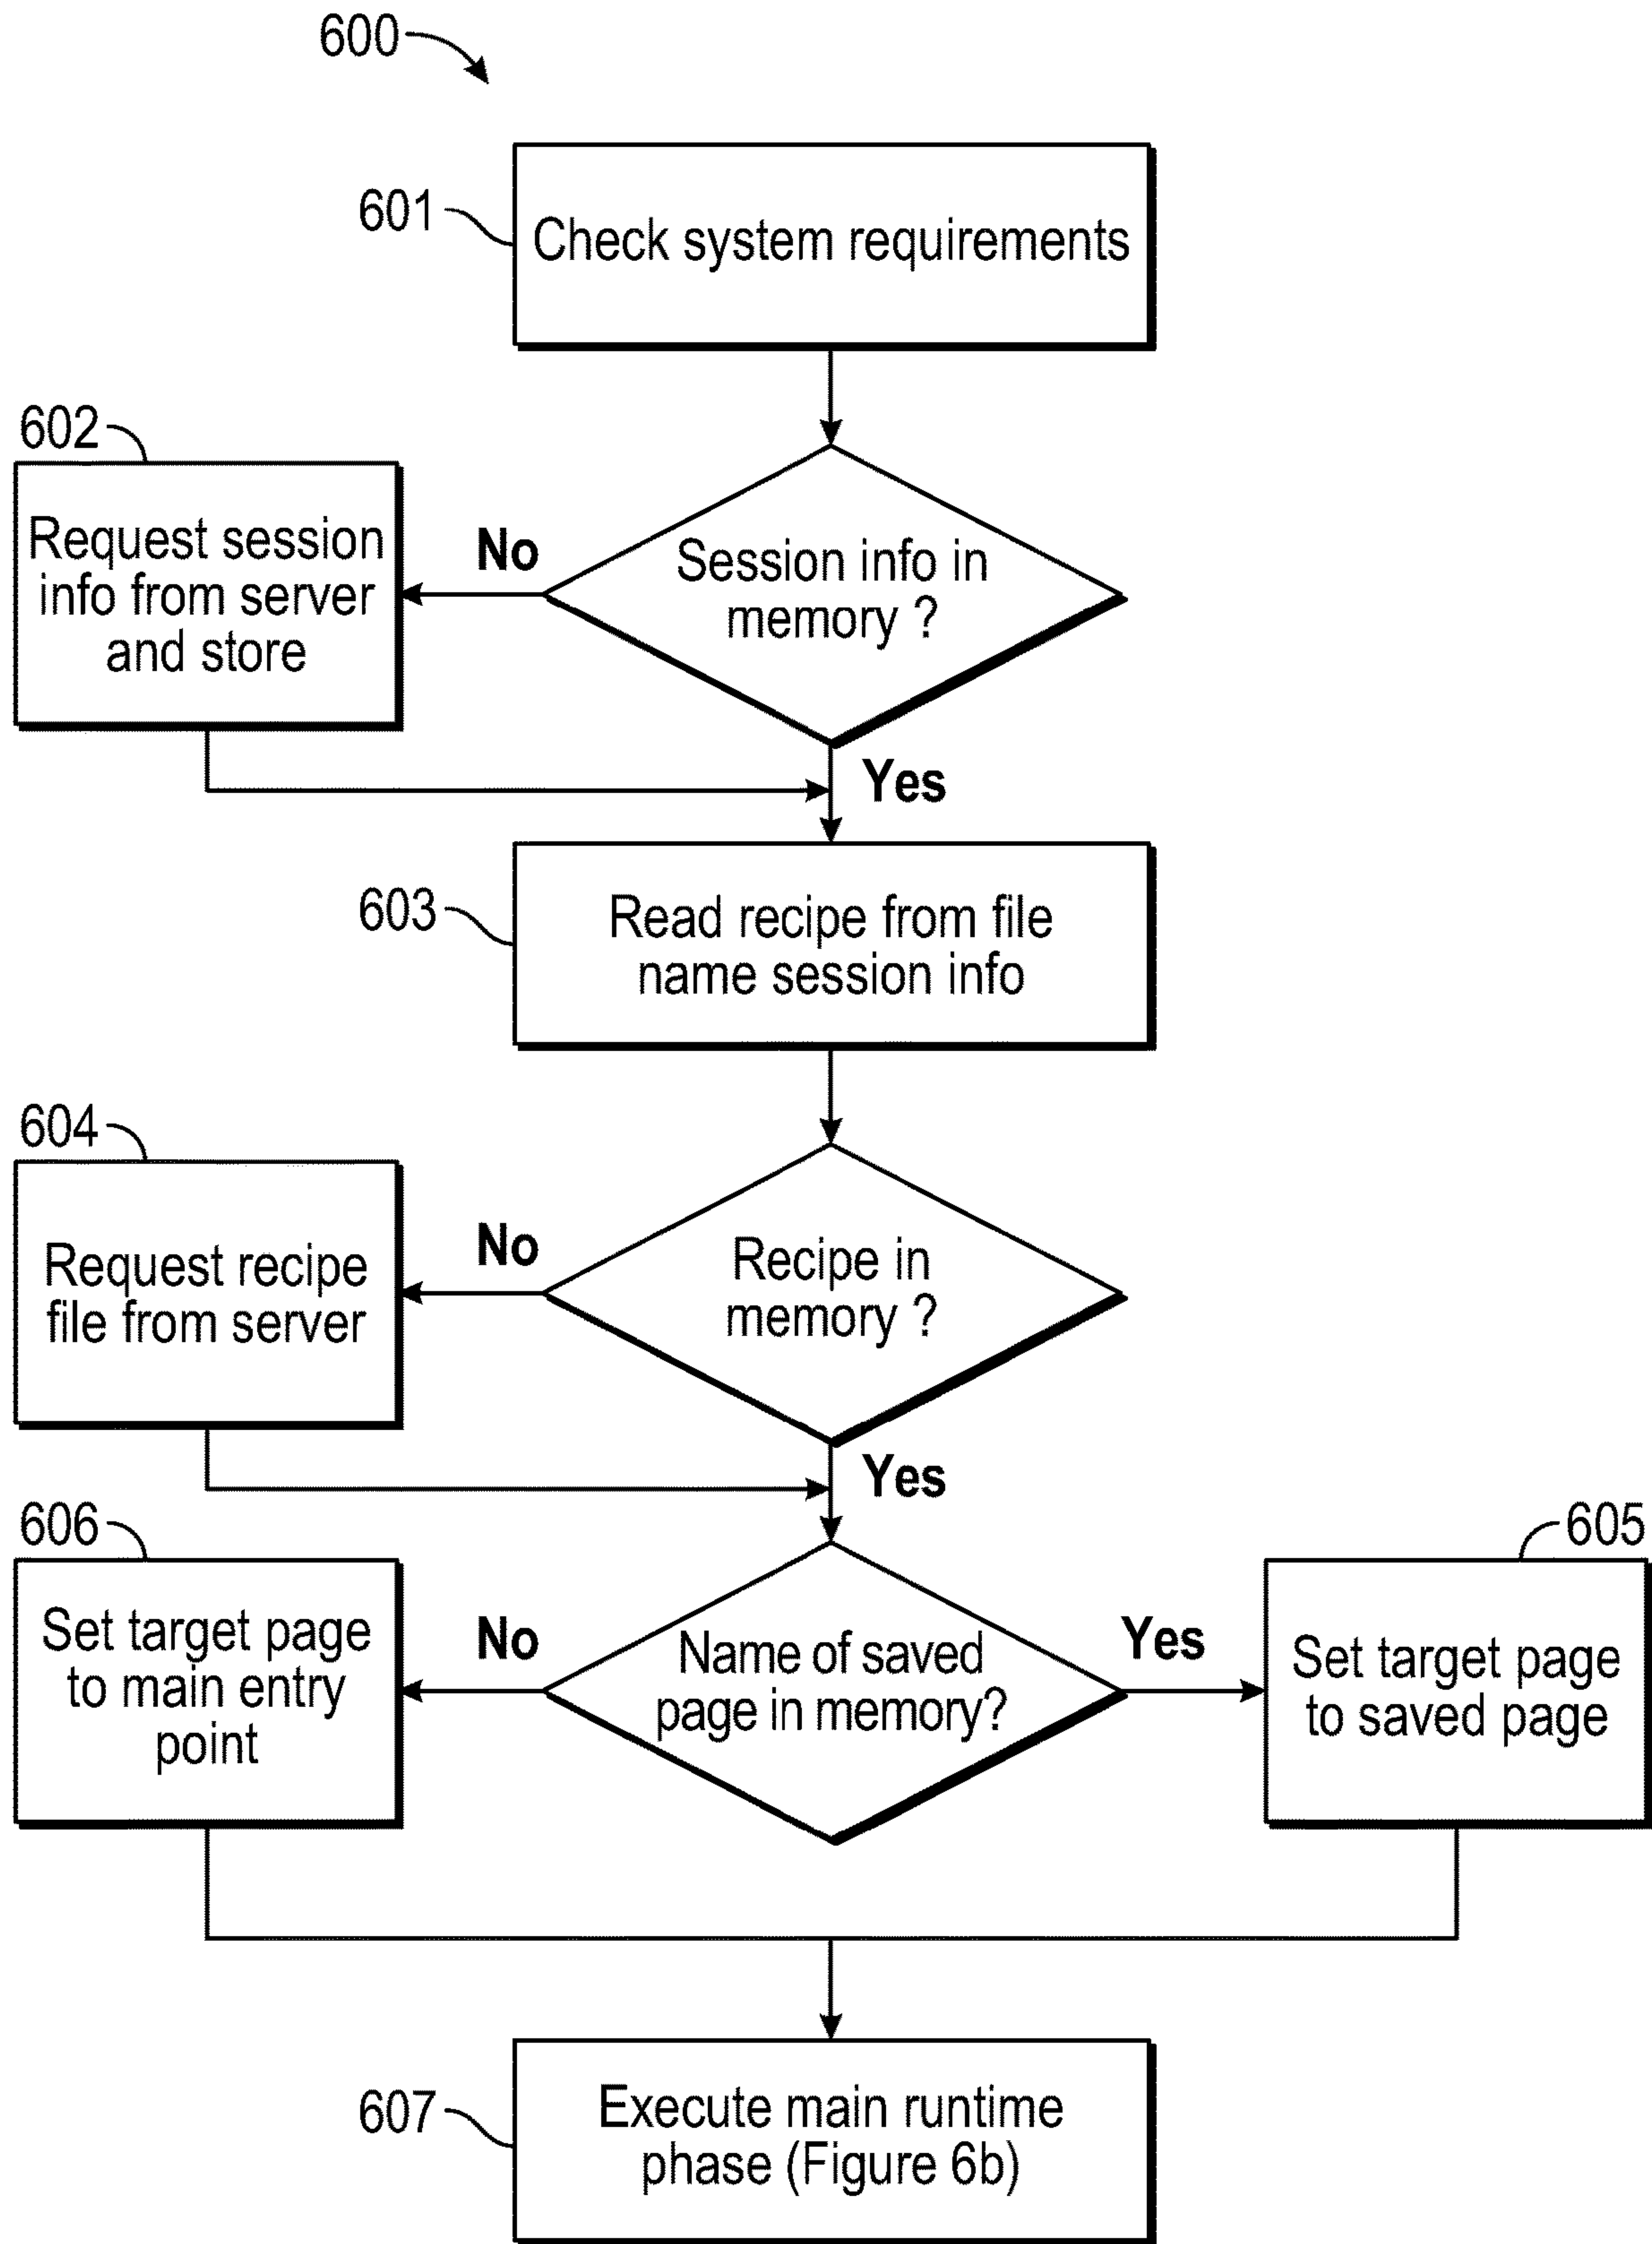 600
601
Check system requirements
602
Request session
info from server
and store
No
Session info in
memory ?
Yes
603
Read recipe from file
name session info
604
Request recipe
file from server
No
Recipe in
memory ?
Yes
606
Set target page
to main entry
point
No
Name of saved
page in memory?
Yes
605
Set target page
to saved page
607
Execute main runtime
phase (Figure 6b)